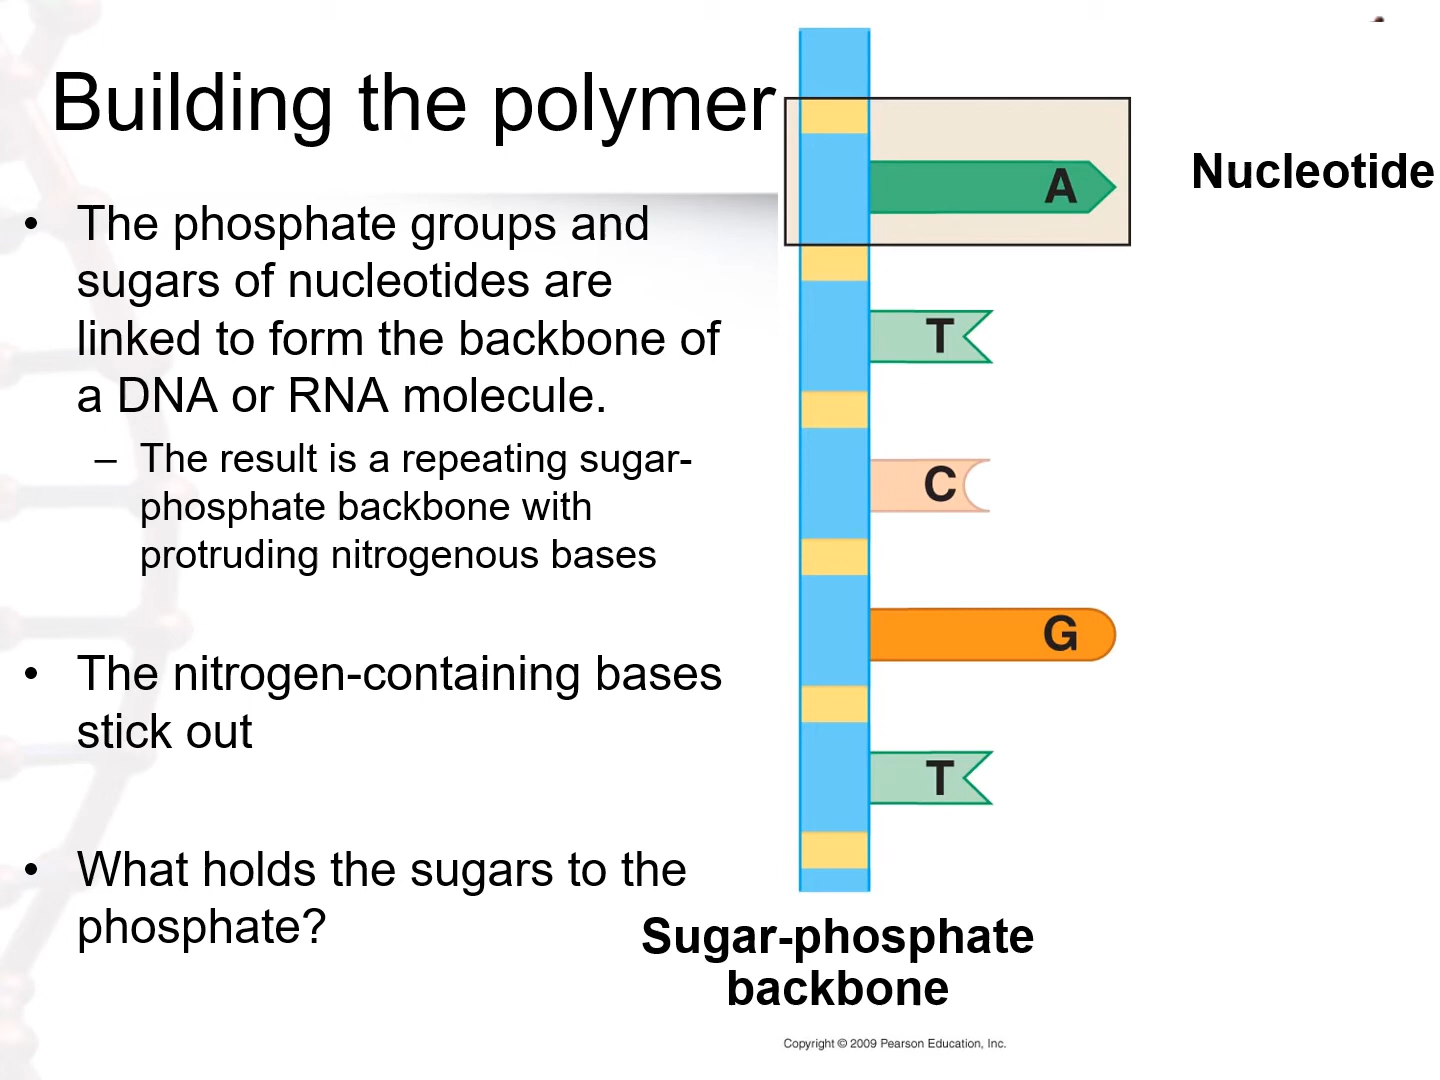 Building the polymer
• The phosphate groups and
sugars of nucleotides are
linked to form the backbone of
a DNA or RNA molecule.
– The result is a repeating sugar-
phosphate backbone with
protruding nitrogenous bases
• The nitrogen-containing bases
stick out
• What holds the sugars to the
phosphate?
A
Nucleotide
T
C
G
T
Sugar-phosphate
backbone
Copyright © 2009 Pearson Education, Inc.